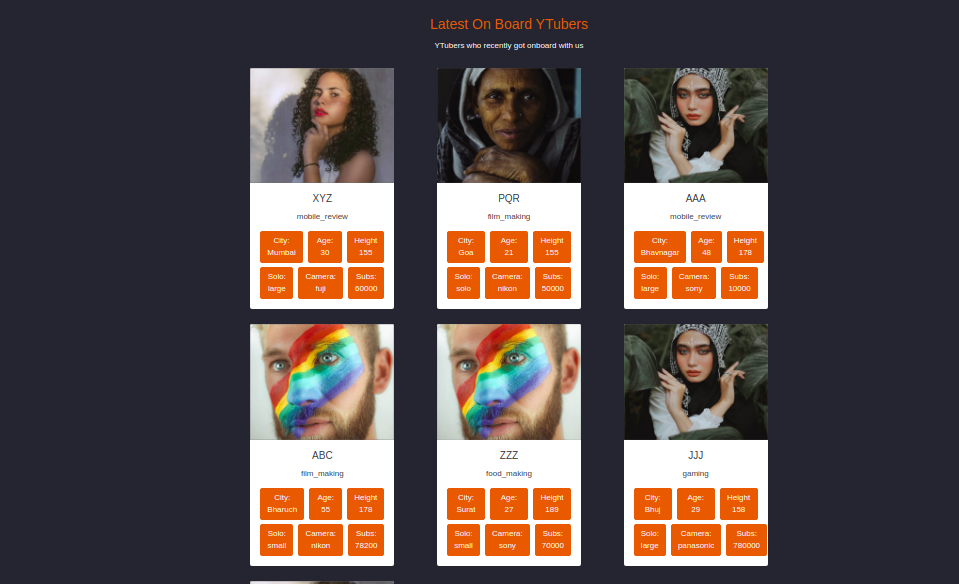 Latest On Board YTubers
YTubers who recently got onboard with us
XYZ
mobile_review
City: Age: Height
Mumbai 30 155
Solo: Camera: Subs:
large fuji 60000
PQR
film_making
City: Age: Height
Goa 21 155
Solo: Camera: Subs:
solo nikon 50000
AAA
mobile_review
City: Age: Height
Bhavnagar 48 178
Solo: Camera: Subs:
large sony 10000
ABC
film_making
City: Age: Height
Bharuch 55 178
Solo: Camera: Subs:
small nikon 78200
ZZZ
food_making
City: Age: Height
Surat 27 189
Solo: Camera: Subs:
small sony 70000
JJJ
gaming
City: Age: Height
Bhuj 29 158
Solo: Camera: Subs:
large panasonic 780000